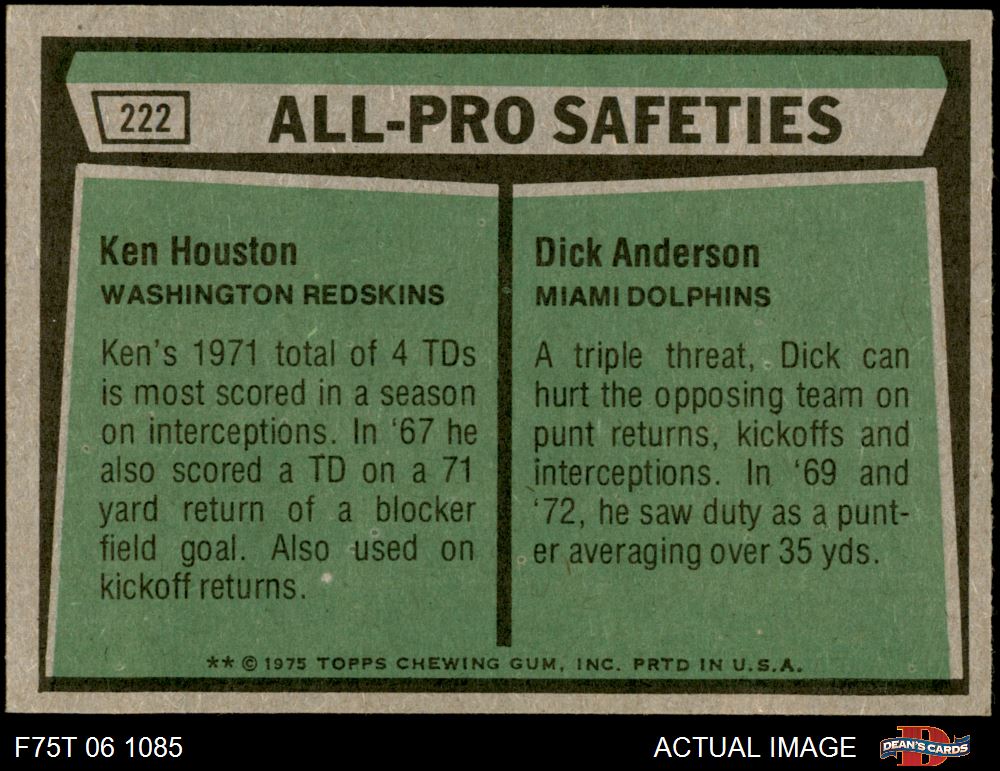 222
ALL-PRO SAFETIES
Ken Houston
WASHINGTON REDSKINS
Ken's 1971 total of 4 TDs
is most scored in a season
on interceptions. In '67 he
also scored a TD on a 71
yard return of a blocker
field goal. Also used on
kickoff returns.
Dick Anderson
MIAMI DOLPHINS
A triple threat, Dick can
hurt the opposing team on
punt returns, kickoffs and
interceptions. In '69 and
'72, he saw duty as a punt-
er averaging over 35 yds.
** © 1975 TOPPS CHEWING GUM, INC. PRTD IN U.S.A.
F75T 06 1085
ACTUAL IMAGE
DEAN'S CARDS